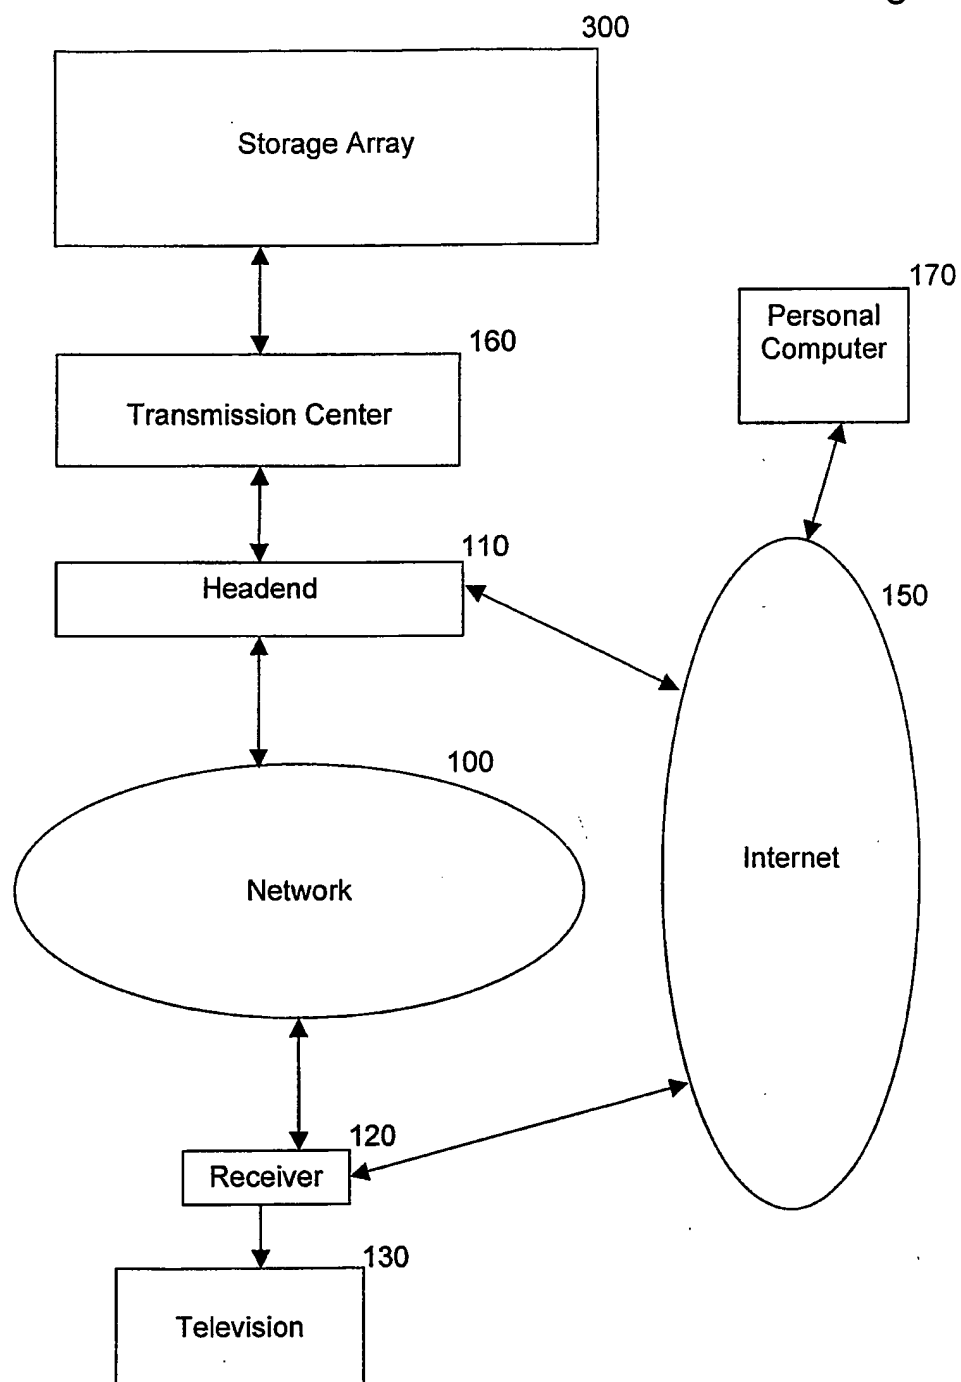 300
Storage Array
170
Personal
Computer
160
Transmission Center
110
Headend
150
100
Internet
Network
120
Receiver
130
Television